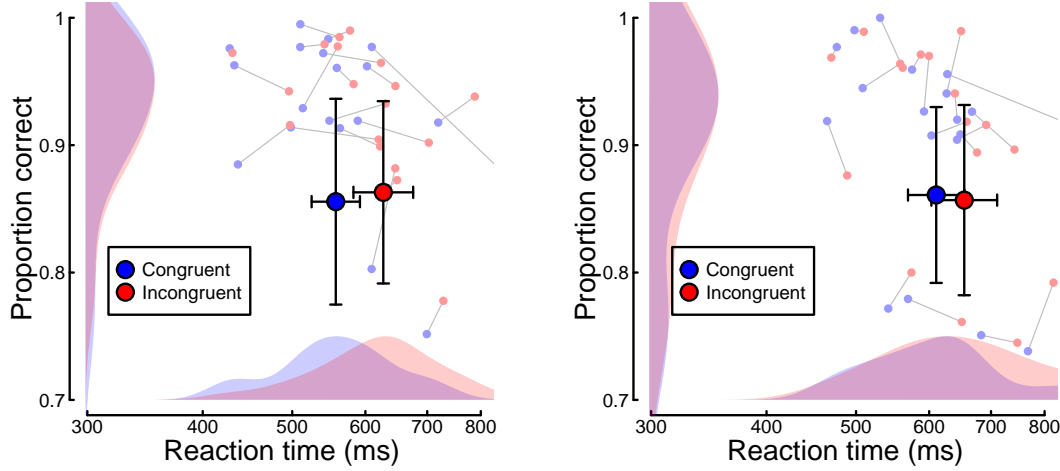 1
0.9
0.8
0.7
Proportion correct
Congruent
Incongruent
300 400 500 600 700 800
Reaction time (ms)
1
0.9
0.8
0.7
Proportion correct
Congruent
Incongruent
300 400 500 600 700 800
Reaction time (ms)